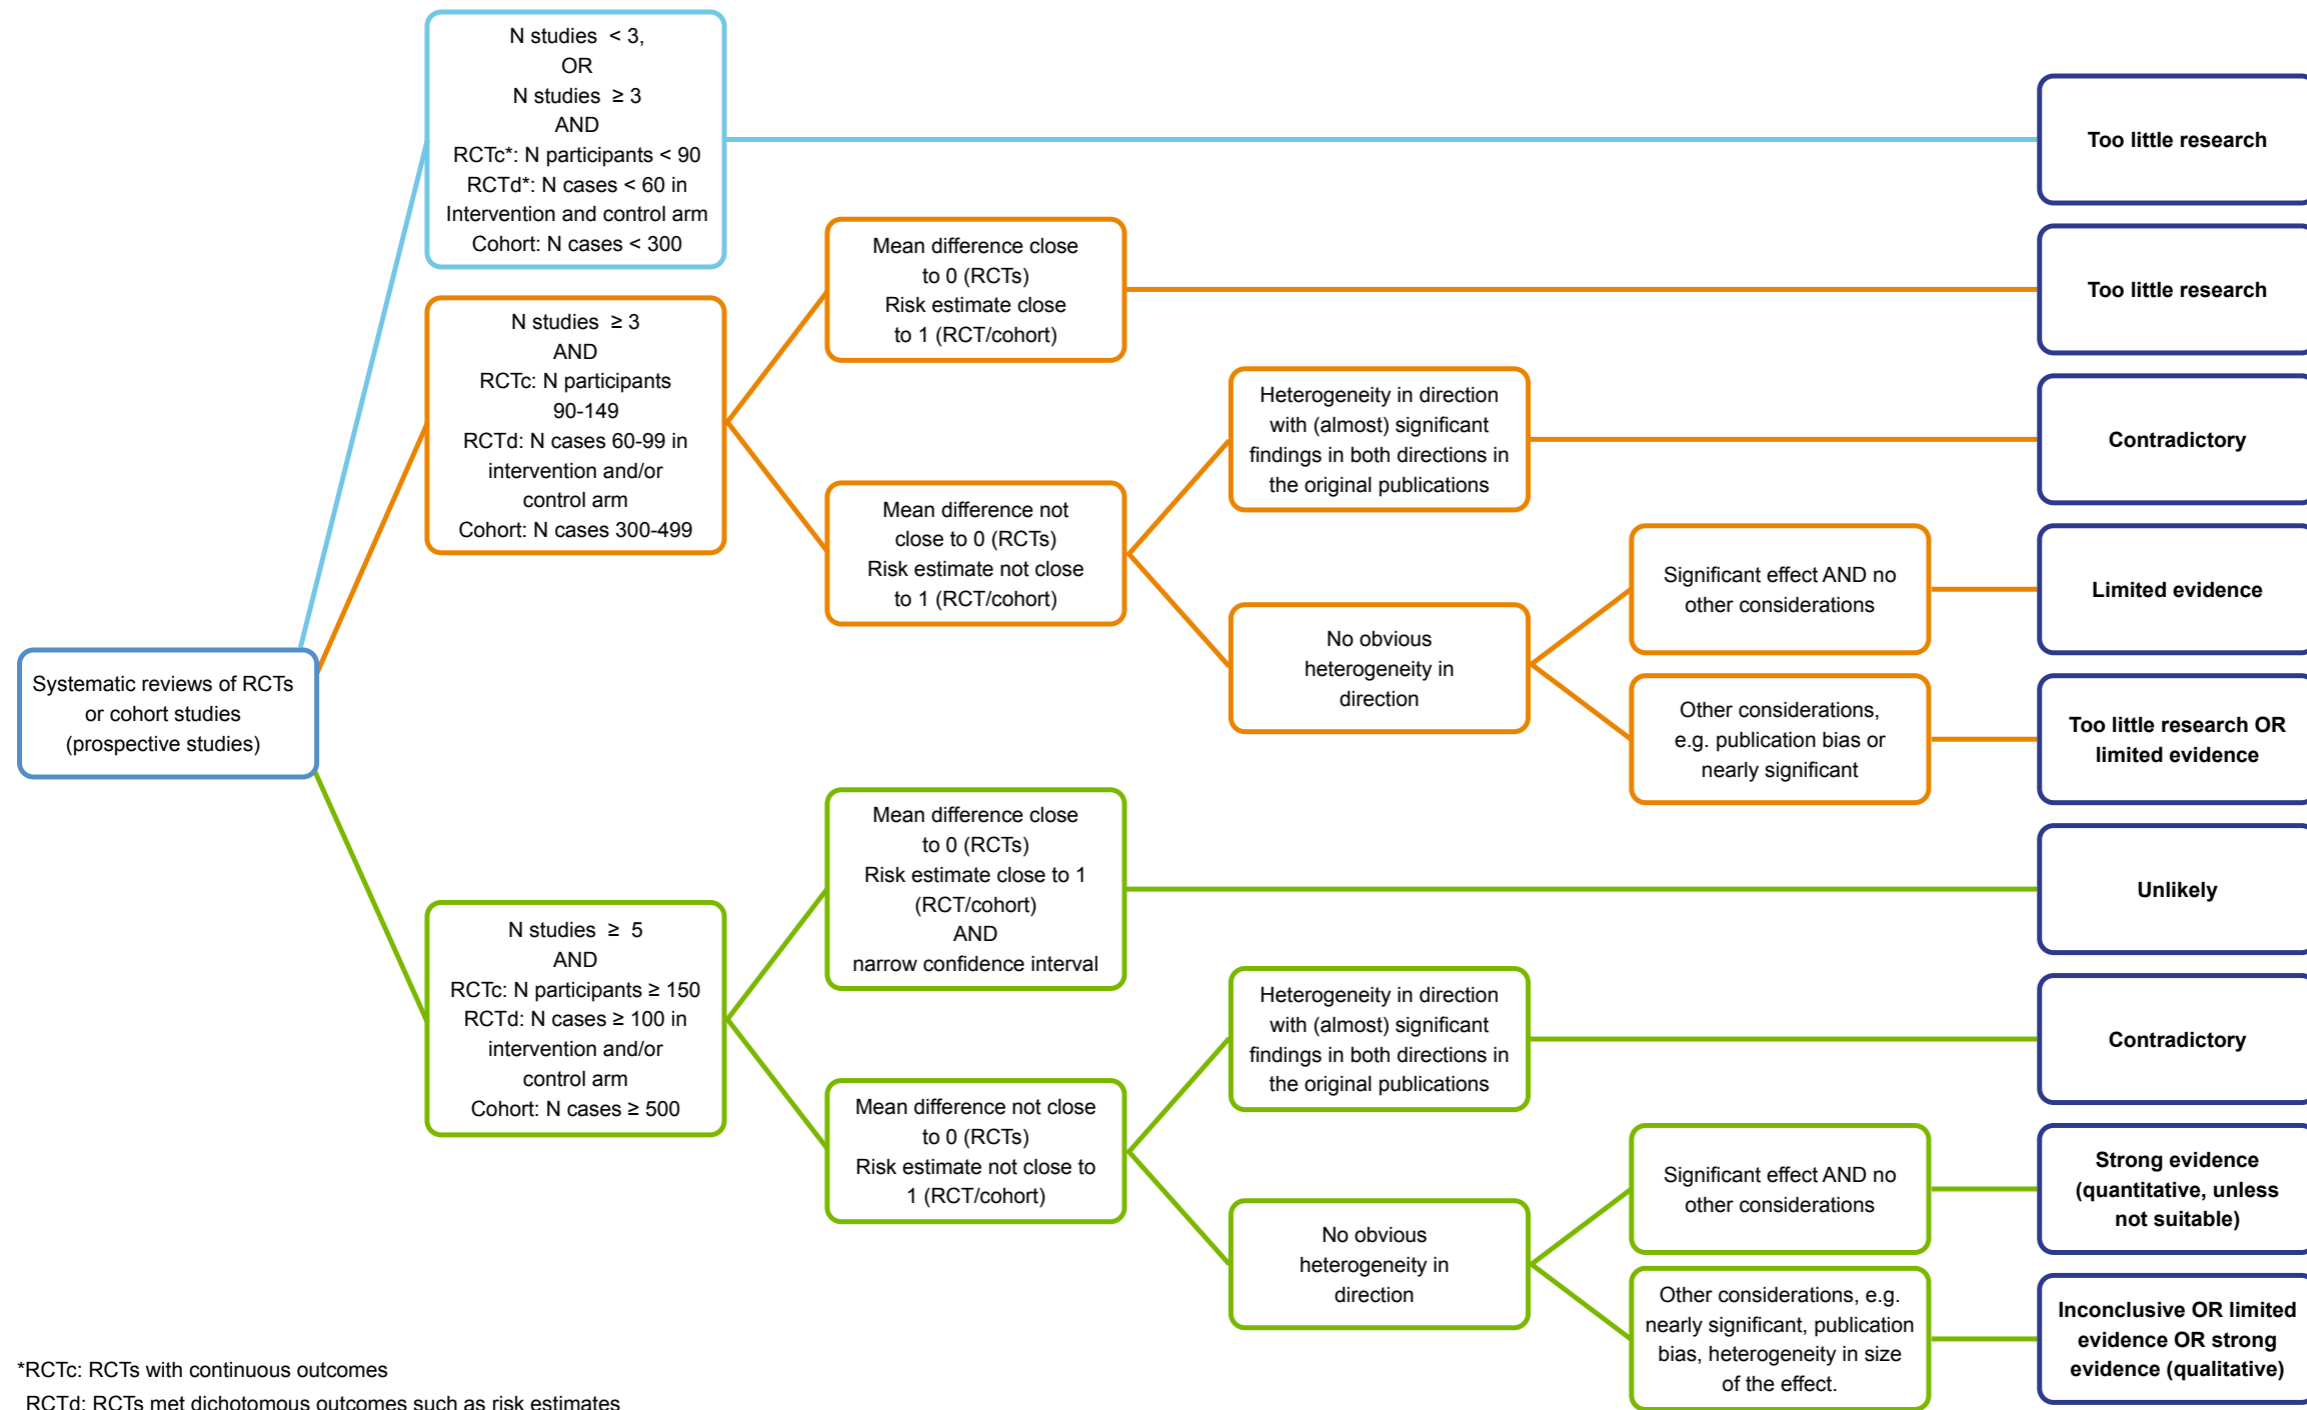 N studies < 3,
OR
N studies ≥ 3
AND
RCTc*: N participants < 90
RCTd*: N cases < 60 in
Intervention and control arm
Cohort: N cases < 300
Too little research
Mean difference close
to 0 (RCTs)
Risk estimate close
to 1 (RCT/cohort)
Too little research
N studies ≥ 3
AND
RCTc: N participants
90-149
RCTd: N cases 60-99 in
intervention and/or
control arm
Cohort: N cases 300-499
Heterogeneity in direction
with (almost) significant
findings in both directions in
the original publications
Contradictory
Mean difference not
close to 0 (RCTs)
Risk estimate not close
to 1 (RCT/cohort)
Significant effect AND no
other considerations
Limited evidence
No obvious
heterogeneity in
direction
Other considerations,
e.g. publication bias or
nearly significant
Too little research OR
limited evidence
Systematic reviews of RCTs
or cohort studies
(prospective studies)
Mean difference close
to 0 (RCTs)
Risk estimate close to 1
(RCT/cohort)
AND
narrow confidence interval
Unlikely
N studies ≥ 5
AND
RCTc: N participants ≥ 150
RCTd: N cases ≥ 100 in
intervention and/or
control arm
Cohort: N cases ≥ 500
Heterogeneity in direction
with (almost) significant
findings in both directions in
the original publications
Contradictory
Mean difference not close
to 0 (RCTs)
Risk estimate not close to
1 (RCT/cohort)
Significant effect AND no
other considerations
Strong evidence
(quantitative, unless
not suitable)
No obvious
heterogeneity in
direction
Other considerations, e.g.
nearly significant, publication
bias, heterogeneity in size
of the effect.
Inconclusive OR limited
evidence OR strong
evidence (qualitative)
*RCTc: RCTs with continuous outcomes
RCTd: RCTs met dichotomous outcomes such as risk estimates